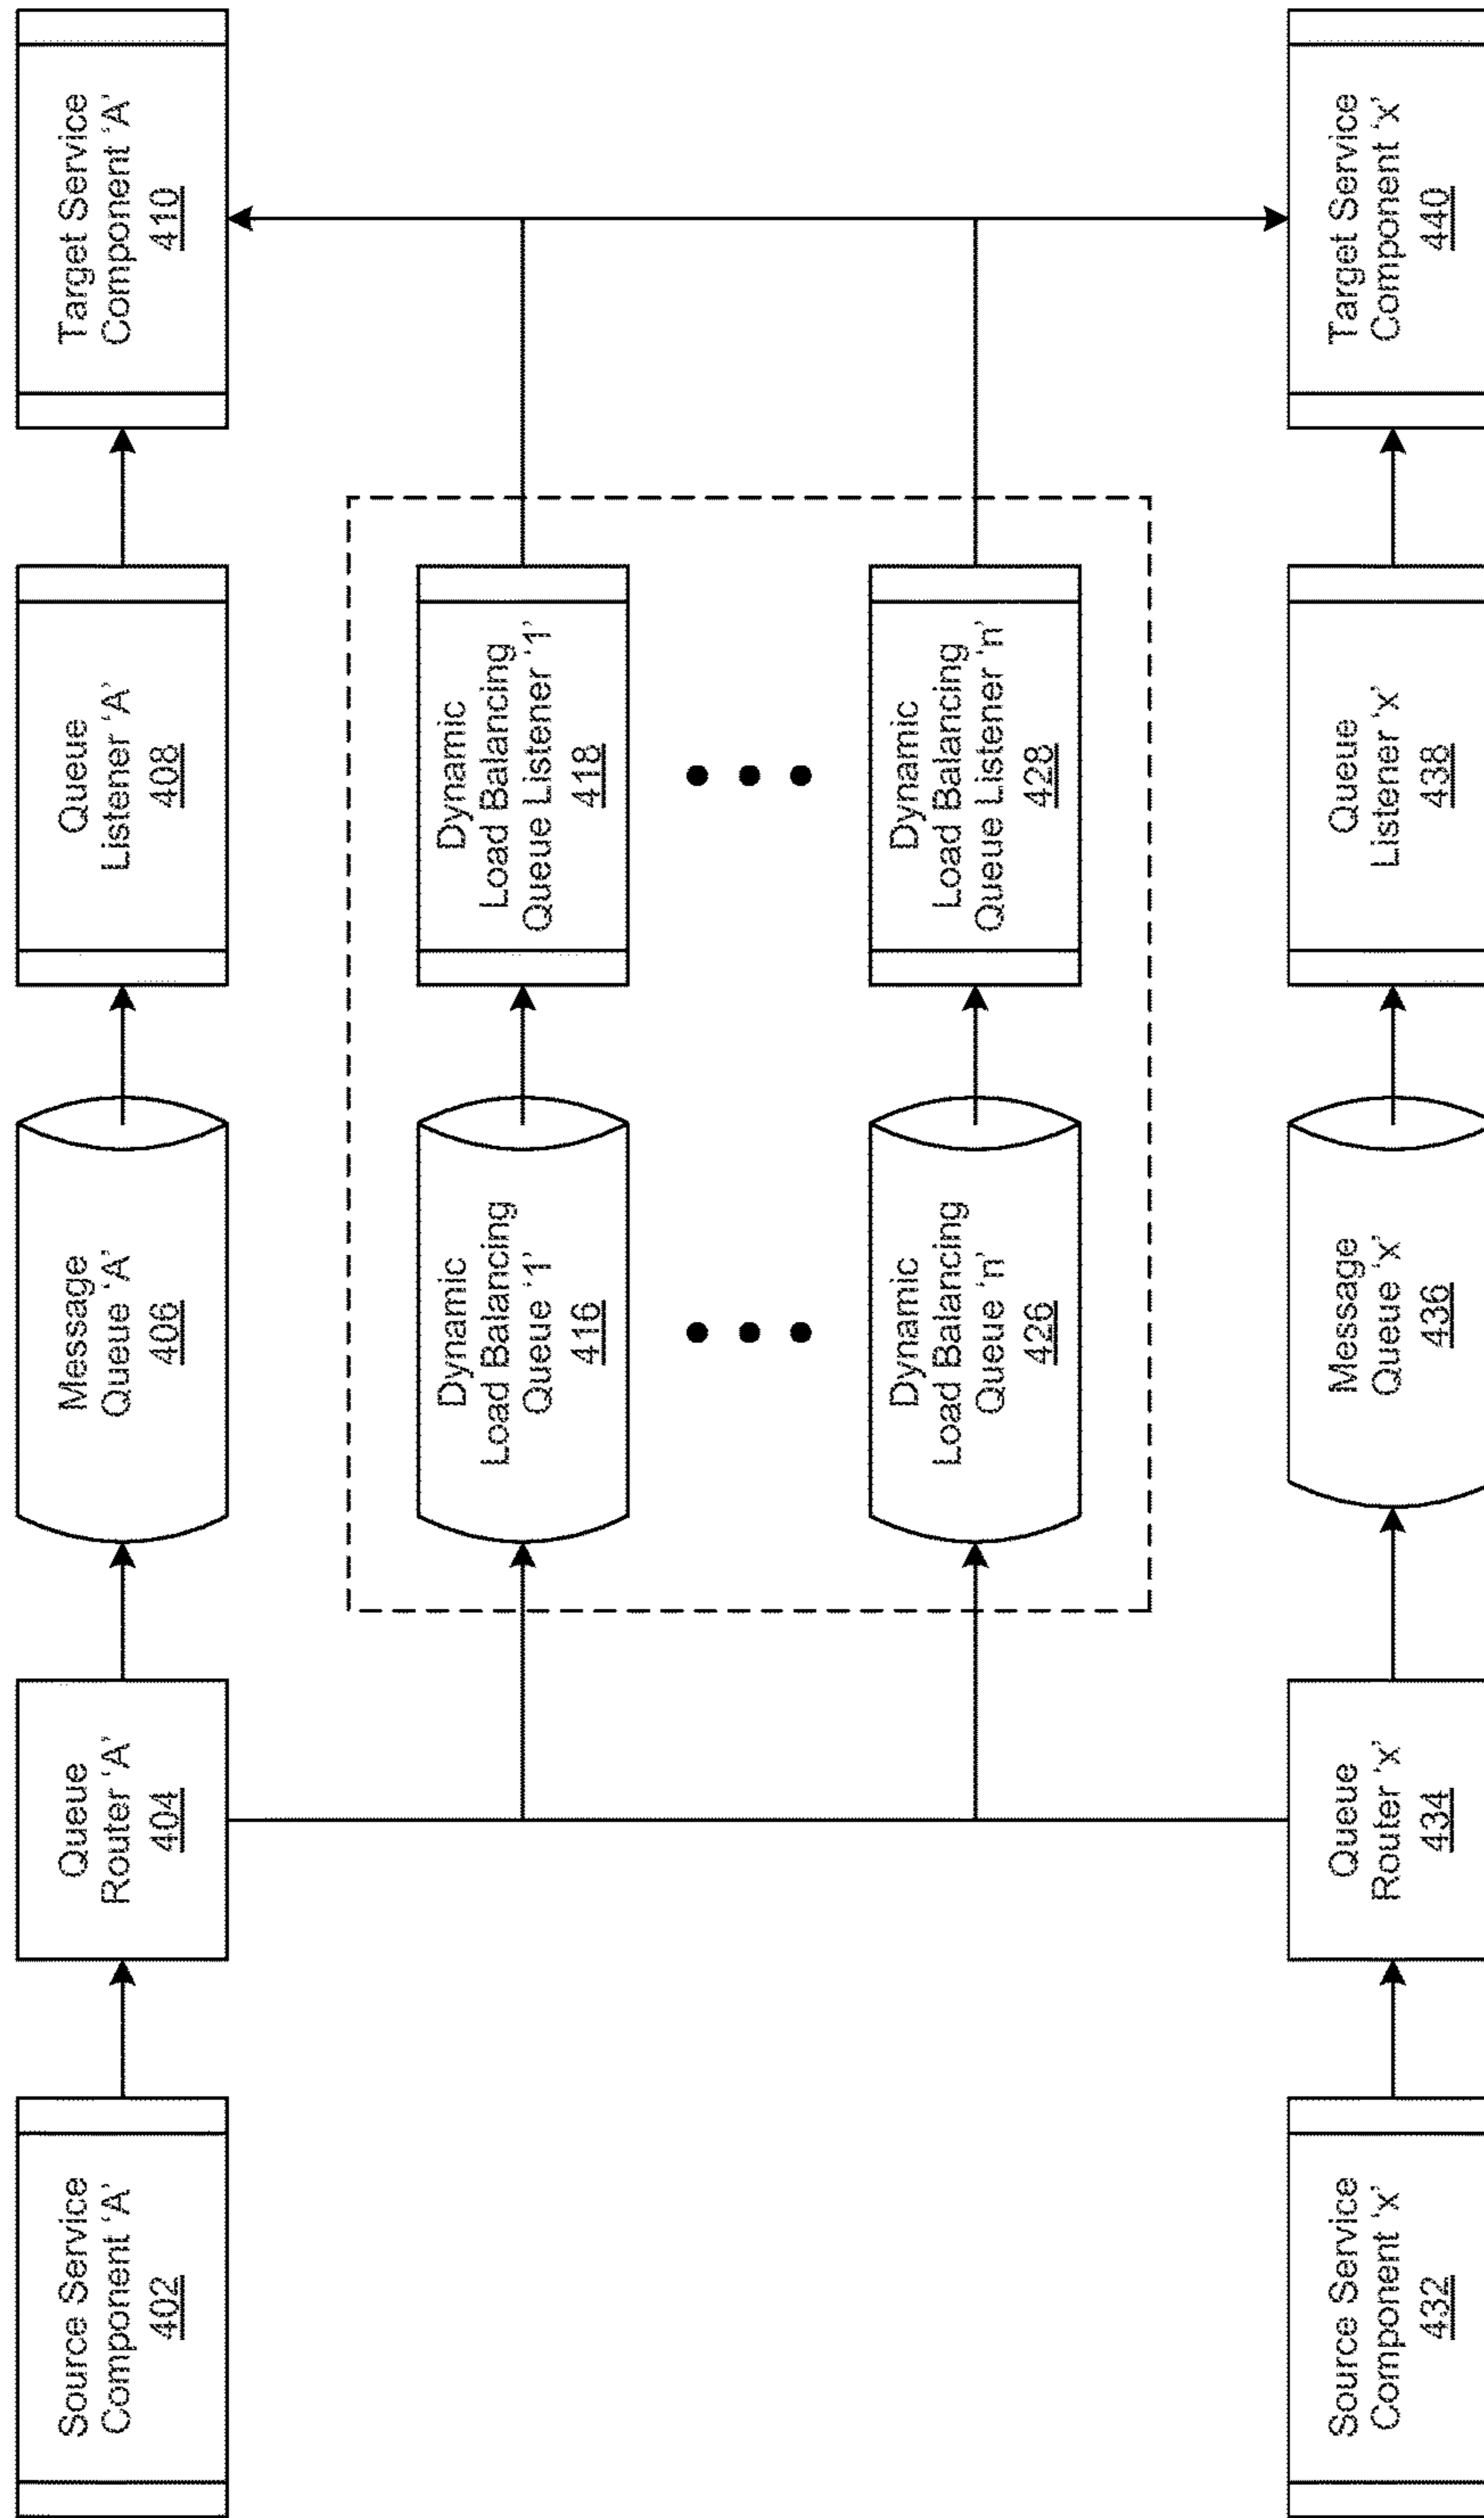 Source Service
Component 'A'
402
Queue
Router 'A'
404
Message
Queue 'A'
406
Queue
Listener 'A'
408
Target Service
Component 'A'
410
Dynamic
Load Balancing
Queue '1'
416
Dynamic
Load Balancing
Queue Listener '1'
418
Dynamic
Load Balancing
Queue 'n'
426
Dynamic
Load Balancing
Queue Listener 'n'
428
Source Service
Component 'x'
432
Queue
Router 'x'
434
Message
Queue 'x'
436
Queue
Listener 'x'
438
Target Service
Component 'x'
440